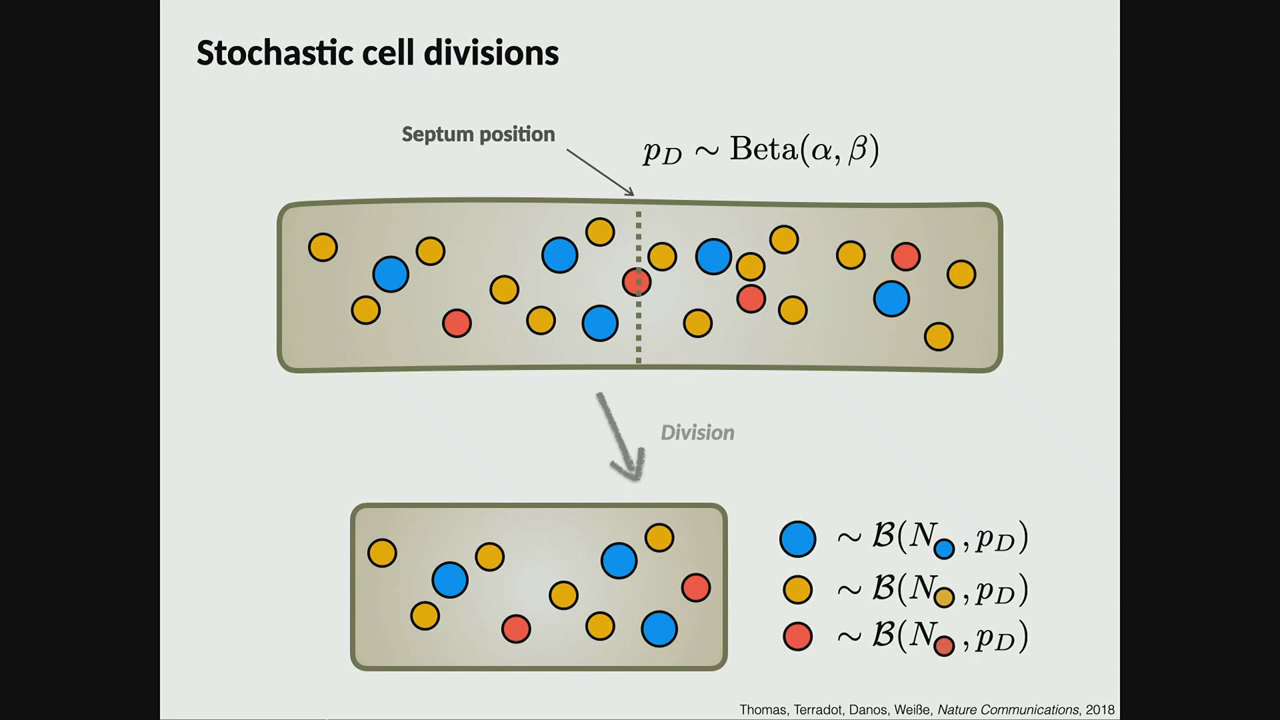 Stochastic cell divisions
Septum position
p_D ∼ Beta(α, β)
Division
∼ ℬ(N , p_D)
∼ ℬ(N , p_D)
∼ ℬ(N , p_D)
Thomas, Terradot, Danos, Weiße, Nature Communications, 2018